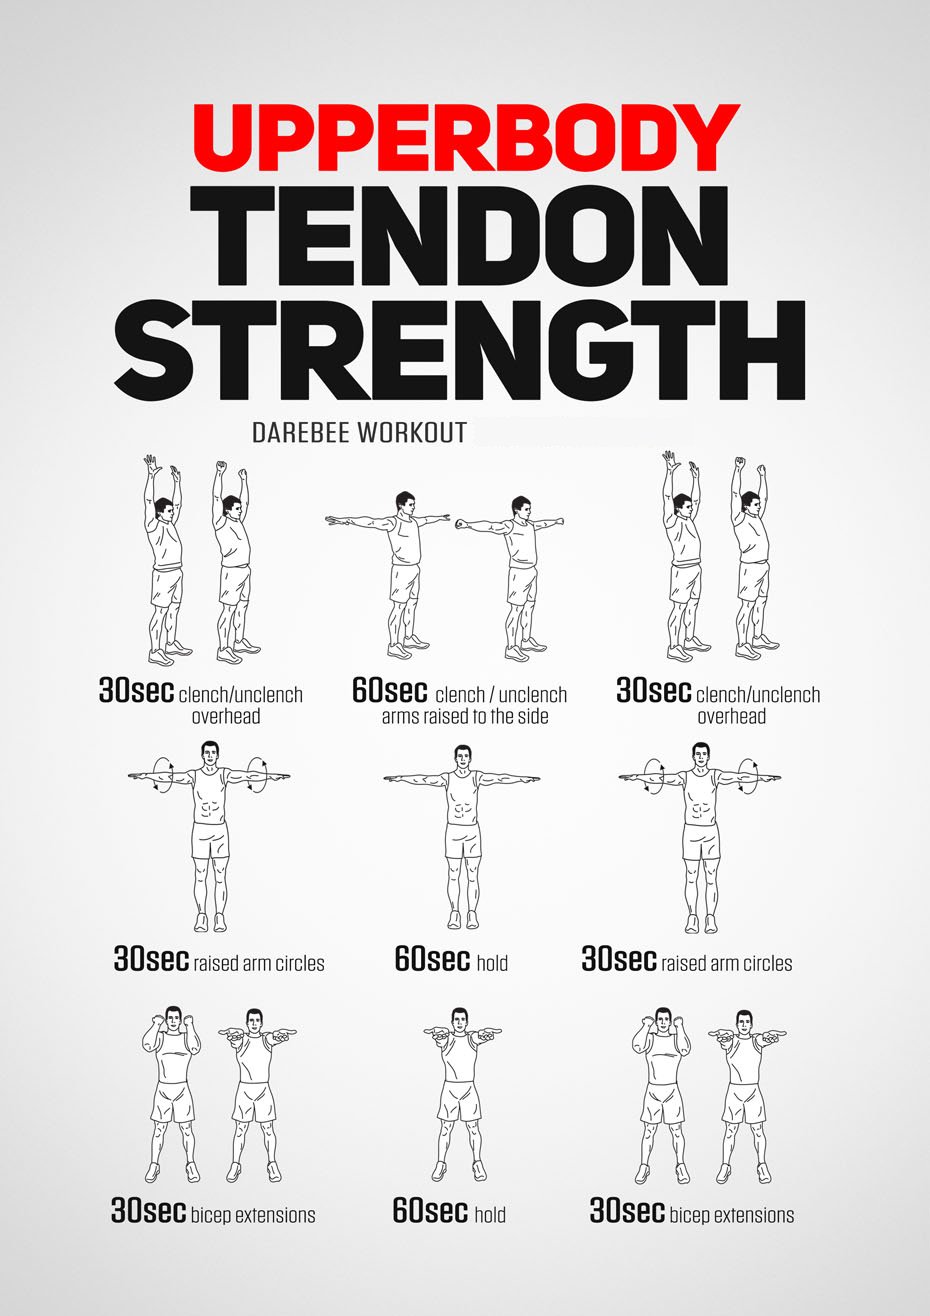 UPPERBODY
TENDON
STRENGTH
DAREBEE WORKOUT
30sec clench/unclench
overhead
60sec clench / unclench
arms raised to the side
30sec clench/unclench
overhead
30sec raised arm circles
60sec hold
30sec raised arm circles
30sec bicep extensions
60sec hold
30sec bicep extensions